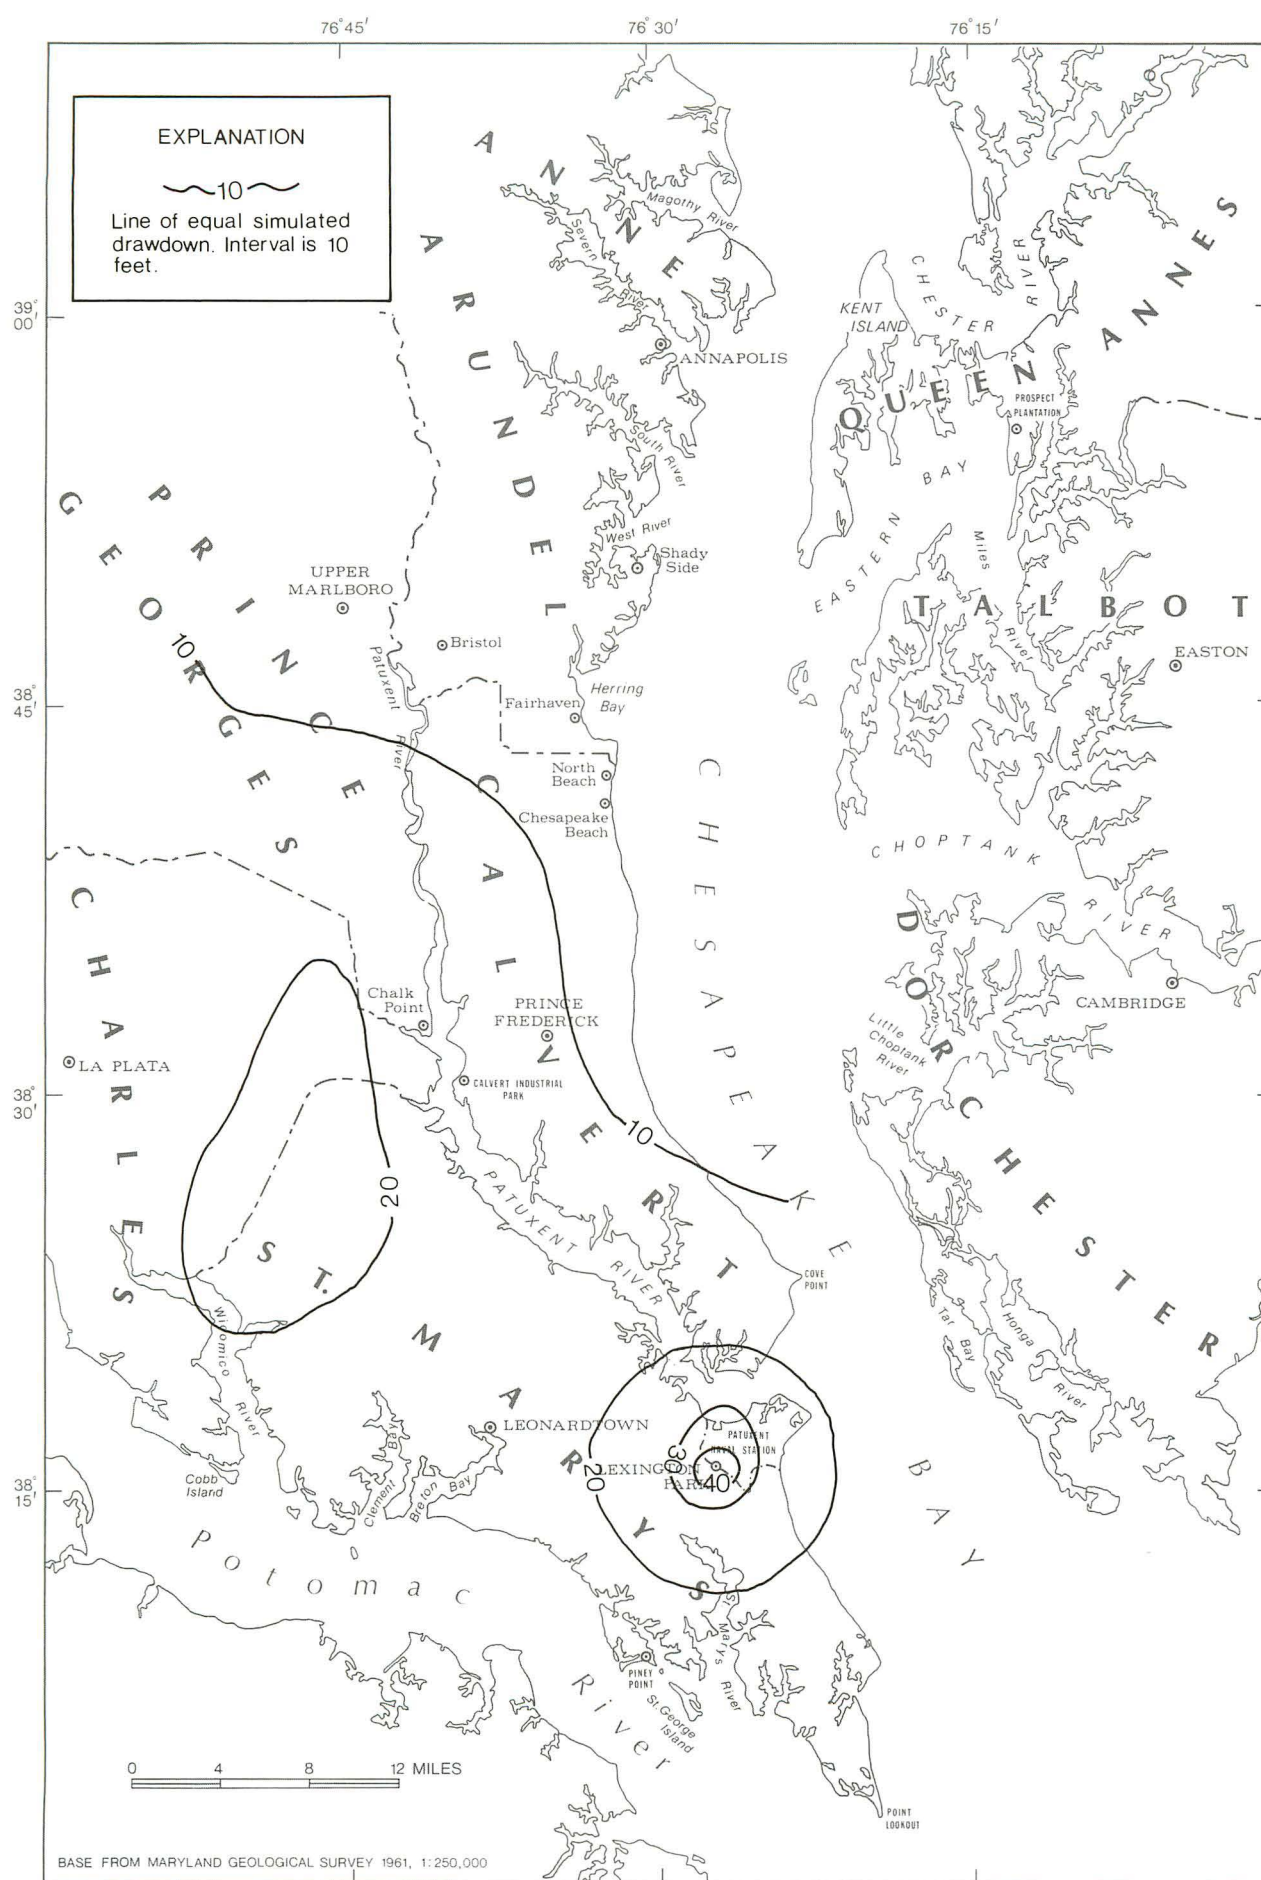 76°45' 76°30' 76°15'
EXPLANATION
10
Line of equal simulated
drawdown. Interval is 10
feet.
39°
00'
38°
45'
38°
30'
38°
15'
ANNE
ARUNDEL
Magothy River
Severn
River
ANNAPOLIS
South River
West River
Shady
Side
KENT
ISLAND
CHESTER
RIVER
QUEEN ANNES
PROSPECT
PLANTATION
EASTERN BAY
Miles
River
TALBOT
EASTON
PRINCE
GEORGES
UPPER
MARLBORO
Bristol
Patuxent
River
10
Fairhaven
Herring
Bay
North
Beach
Chesapeake
Beach
CALVERT
CHESAPEAKE
BAY
CHOPTANK
RIVER
DORCHESTER
CAMBRIDGE
Little
Choptank
River
CHARLES
LA PLATA
Chalk
Point
PRINCE
FREDERICK
CALVERT INDUSTRIAL
PARK
10
20
PATUXENT
RIVER
COVE
POINT
ST.
MARYS
Wicomico
River
Tar Bay
Honga
River
LEONARDTOWN
Cobb
Island
Clement
Bay
Breton
Bay
PATUXENT
NAVAL STATION
LEXINGTON
PARK
20
30
40
Potomac
River
St
Marys
River
PINEY
POINT
St. George
Island
POINT
LOOKOUT
0 4 8 12 MILES
BASE FROM MARYLAND GEOLOGICAL SURVEY 1961, 1:250,000